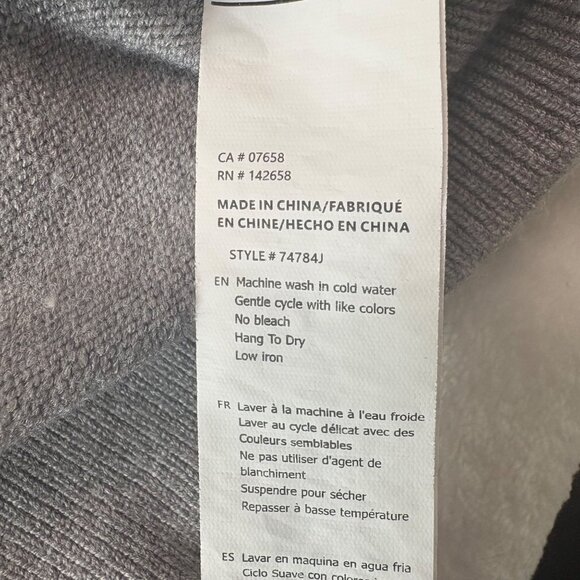 CA # 07658
RN # 142658
MADE IN CHINA/FABRIQUÉ
EN CHINE/HECHO EN CHINA
STYLE # 74784J
EN Machine wash in cold water
Gentle cycle with like colors
No bleach
Hang To Dry
Low iron
FR Laver à la machine à l'eau froide
Laver au cycle délicat avec des
Couleurs semblables
Ne pas utiliser d'agent de
blanchiment
Suspendre pour sécher
Repasser à basse température
ES Lavar en maquina en agua fria
Ciclo Suave con